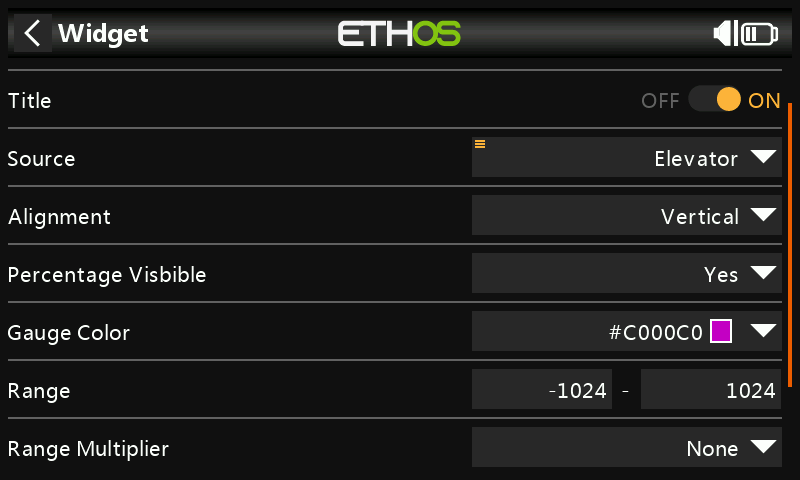 Widget
ETHOS
Title OFF ON
Source Elevator
Alignment Vertical
Percentage Visbible Yes
Gauge Color #C000C0
Range -1024 - 1024
Range Multiplier None